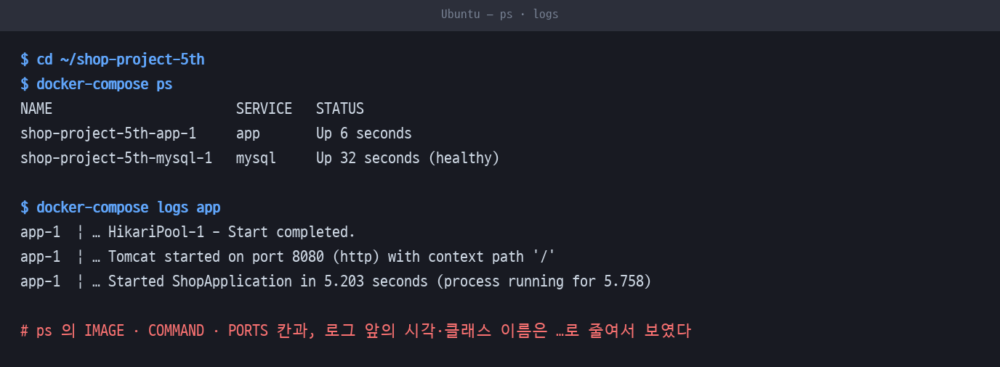 Ubuntu — ps · logs
$ cd ~/shop-project-5th
$ docker-compose ps
NAME                       SERVICE   STATUS
shop-project-5th-app-1     app       Up 6 seconds
shop-project-5th-mysql-1   mysql     Up 32 seconds (healthy)
$ docker-compose logs app
app-1  ¦ … HikariPool-1 - Start completed.
app-1  ¦ … Tomcat started on port 8080 (http) with context path '/'
app-1  ¦ … Started ShopApplication in 5.203 seconds (process running for 5.758)
# ps 의 IMAGE · COMMAND · PORTS 칸과, 로그 앞의 시각·클래스 이름은 …로 줄여서 보였다